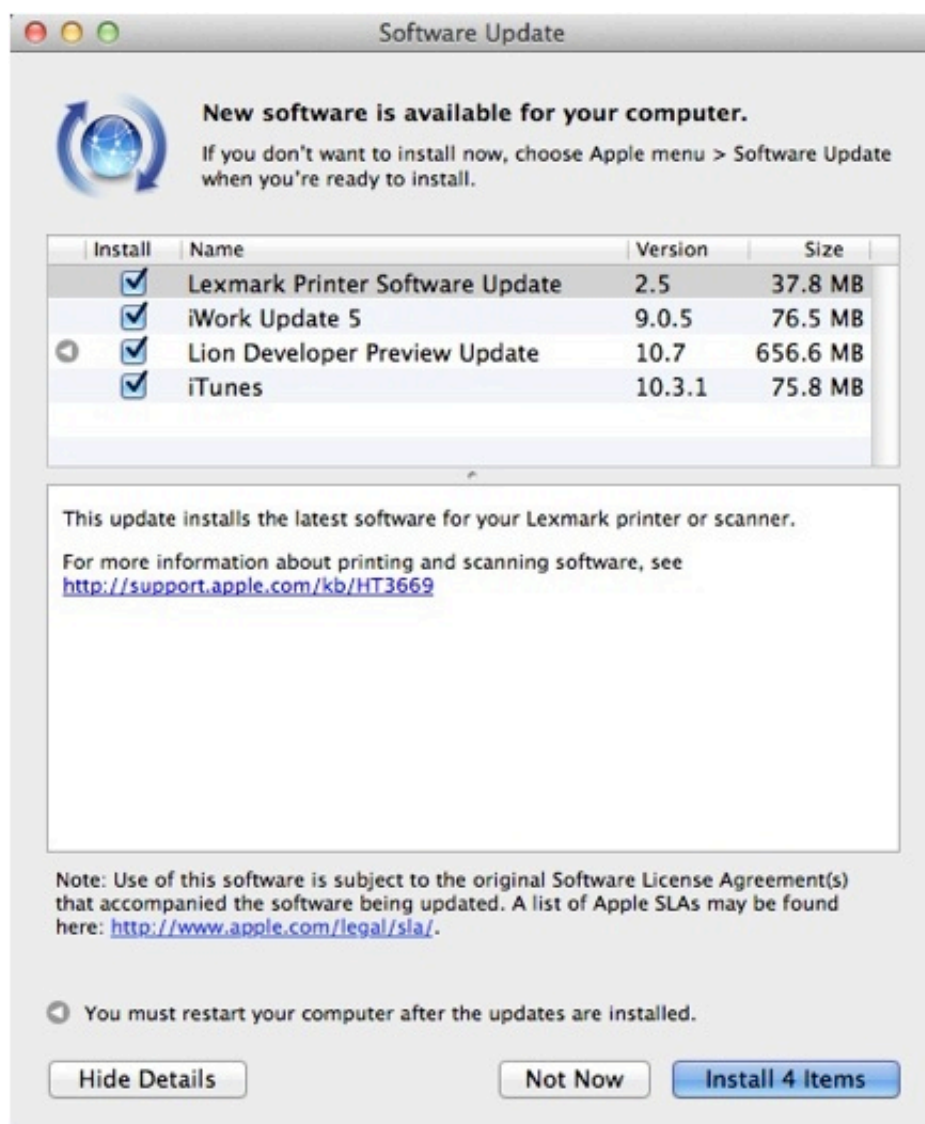 Software Update
New software is available for your computer.
If you don't want to install now, choose Apple menu > Software Update
when you're ready to install.
Install Name Version Size
Lexmark Printer Software Update 2.5 37.8 MB
iWork Update 5 9.0.5 76.5 MB
Lion Developer Preview Update 10.7 656.6 MB
iTunes 10.3.1 75.8 MB
This update installs the latest software for your Lexmark printer or scanner.
For more information about printing and scanning software, see
http://support.apple.com/kb/HT3669
Note: Use of this software is subject to the original Software License Agreement(s)
that accompanied the software being updated. A list of Apple SLAs may be found
here: http://www.apple.com/legal/sla/.
You must restart your computer after the updates are installed.
Hide Details Not Now Install 4 Items